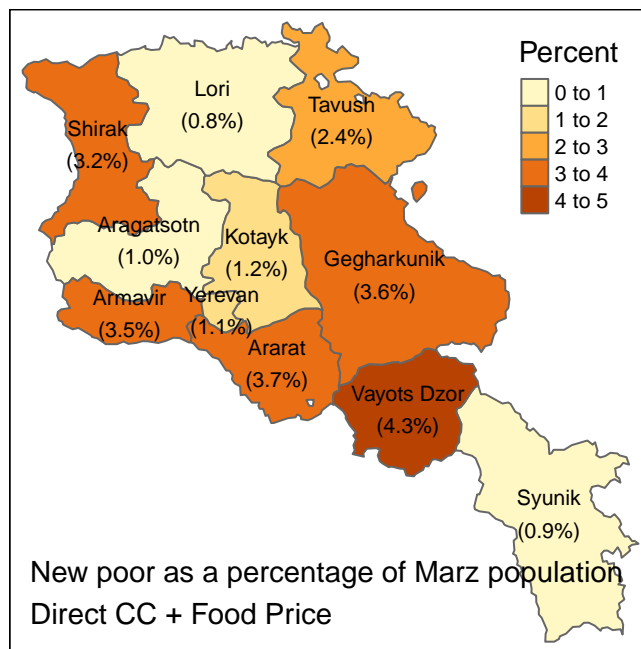 Percent
0 to 1
1 to 2
2 to 3
3 to 4
4 to 5
Lori
(0.8%)
Tavush
(2.4%)
Shirak
(3.2%)
Aragatsotn
(1.0%)
Kotayk
(1.2%)
Gegharkunik
(3.6%)
Armavir
(3.5%)
Yerevan
(1.1%)
Ararat
(3.7%)
Vayots Dzor
(4.3%)
Syunik
(0.9%)
New poor as a percentage of Marz population
Direct CC + Food Price